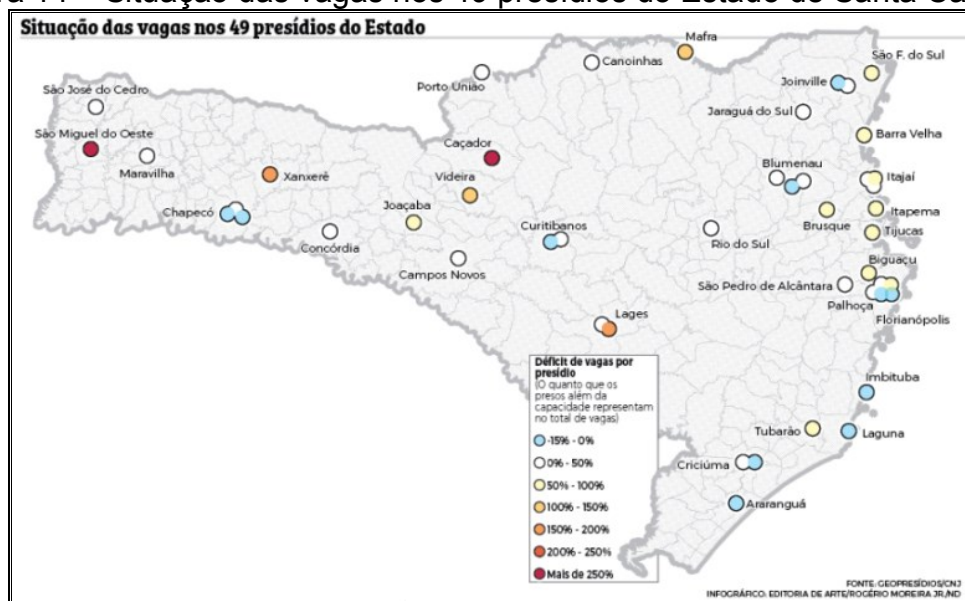 Situação das vagas nos 49 presídios do Estado
Mafra
Canoinhas
São F. do Sul
Porto União
Joinville
São José do Cedro
Jaraguá do Sul
São Miguel do Oeste
Barra Velha
Caçador
Maravilha
Blumenau
Xanxerê
Videira
Itajaí
Joaçaba
Chapecó
Itapema
Curitibanos
Brusque
Tijucas
Concórdia
Rio do Sul
Biguaçu
Campos Novos
São Pedro de Alcântara
Palhoça
Florianópolis
Lages
Déficit de vagas por
presídio
(O quanto que os
presos além da
capacidade representam
no total de vagas)
-15% - 0%
0% - 50%
50% - 100%
100% - 150%
150% - 200%
200% - 250%
Mais de 250%
Imbituba
Tubarão
Laguna
Criciúma
Araranguá
FONTE: GEOPRESÍDIOS/CNJ
INFOGRÁFICO: EDITORIA DE ARTE/ROGÉRIO MOREIRA JR./ND